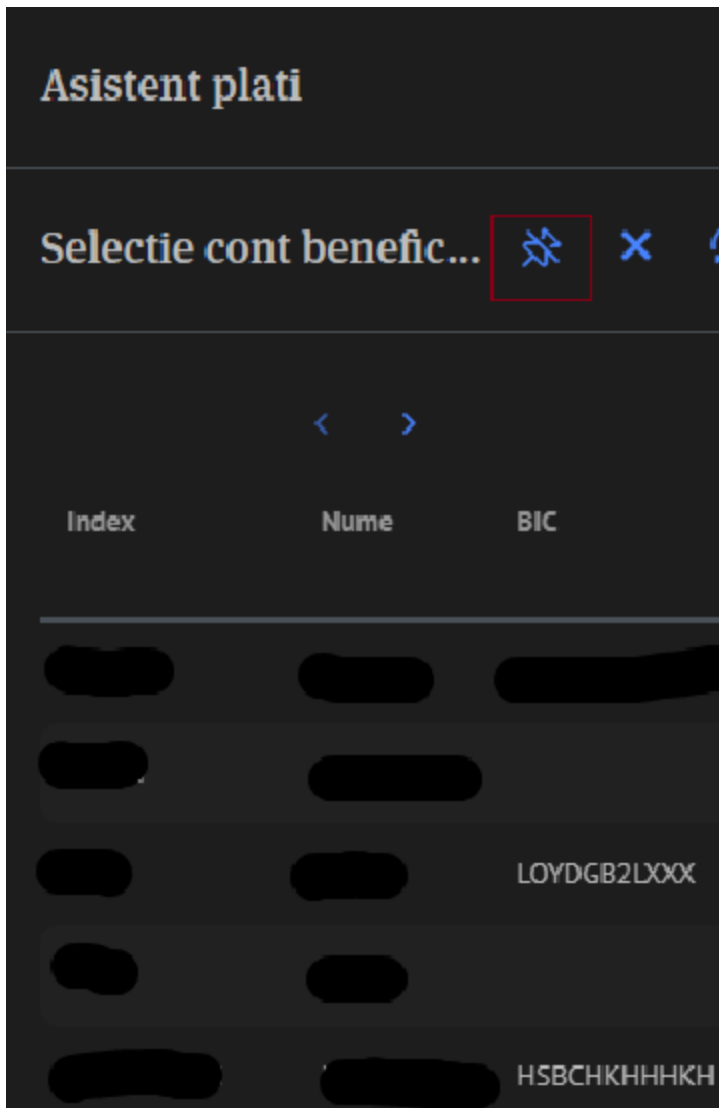 Asistent plati
Selectie cont benefic...
Index Nume BIC
LOYDGB2LXXX
HSBCHKHHHKH